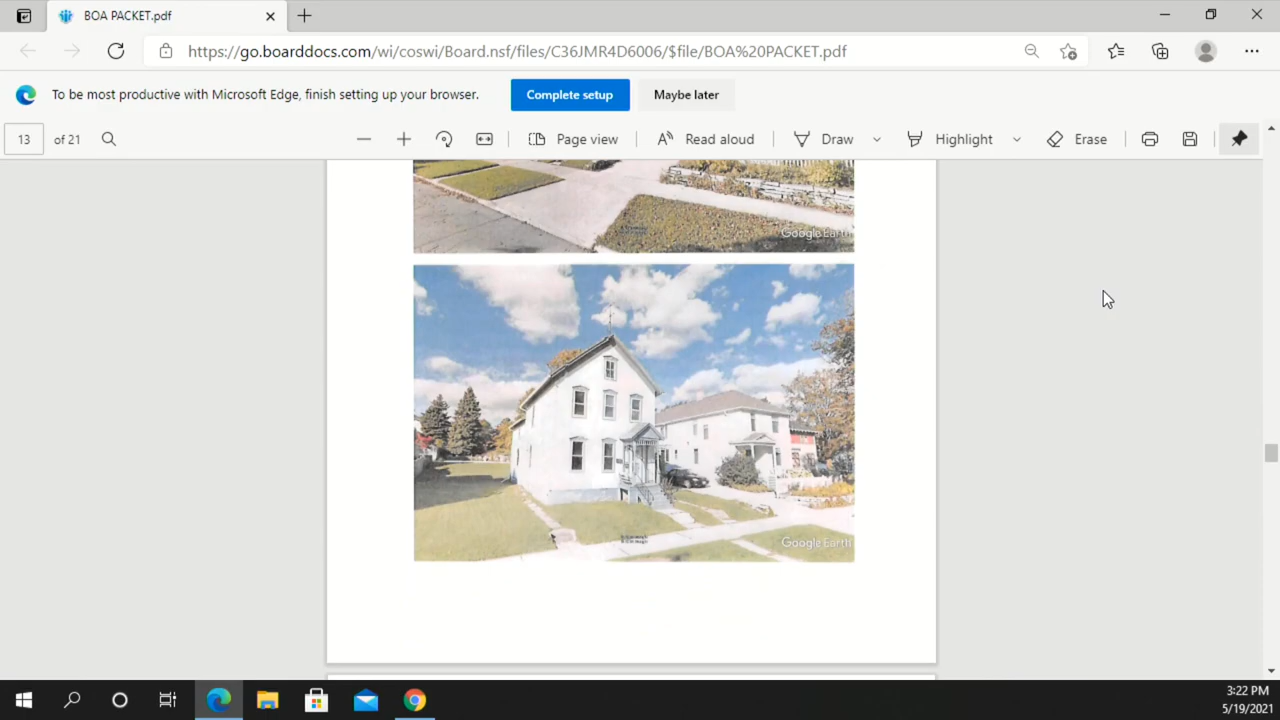 BOA PACKET.pdf
https://go.boarddocs.com/wi/coswi/Board.nsf/files/C36JMR4D6006/$file/BOA%20PACKET.pdf
To be most productive with Microsoft Edge, finish setting up your browser.
Complete setup
Maybe later
13 of 21
Page view
Read aloud
Draw
Highlight
Erase
Google Earth
Google Earth
3:22 PM
5/19/2021